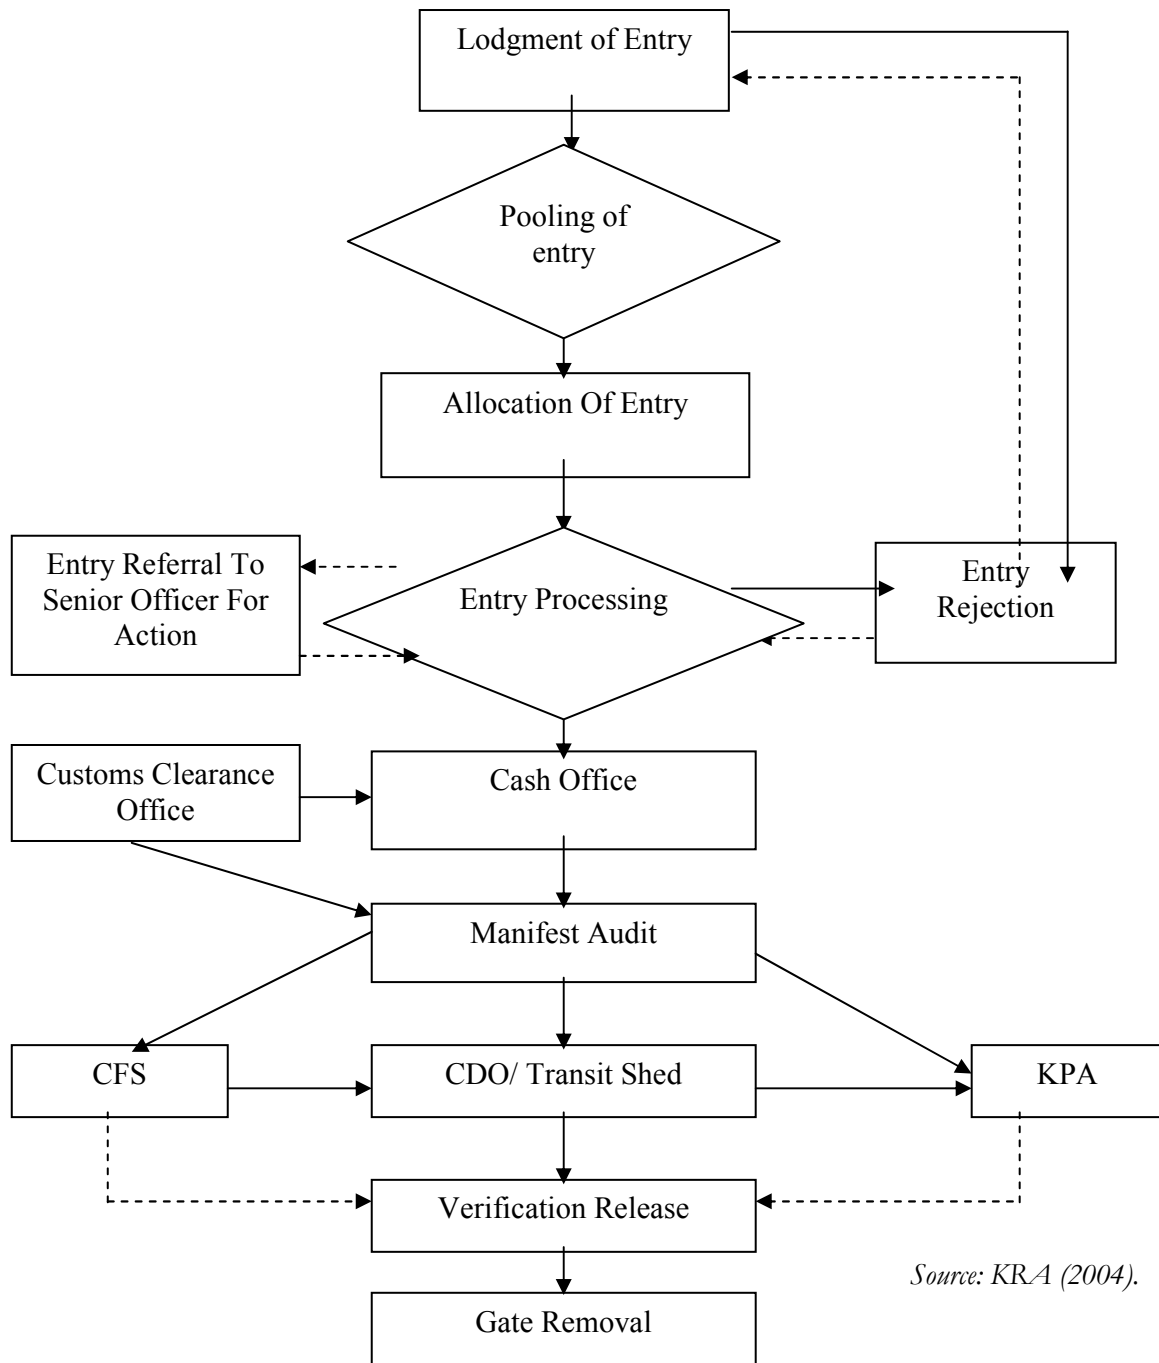 Lodgment of Entry
Pooling of
entry
Allocation Of Entry
Entry Referral To
Senior Officer For
Action
Entry Processing
Entry
Rejection
Customs Clearance
Office
Cash Office
Manifest Audit
CFS
CDO/ Transit Shed
KPA
Verification Release
Source: KRA (2004).
Gate Removal